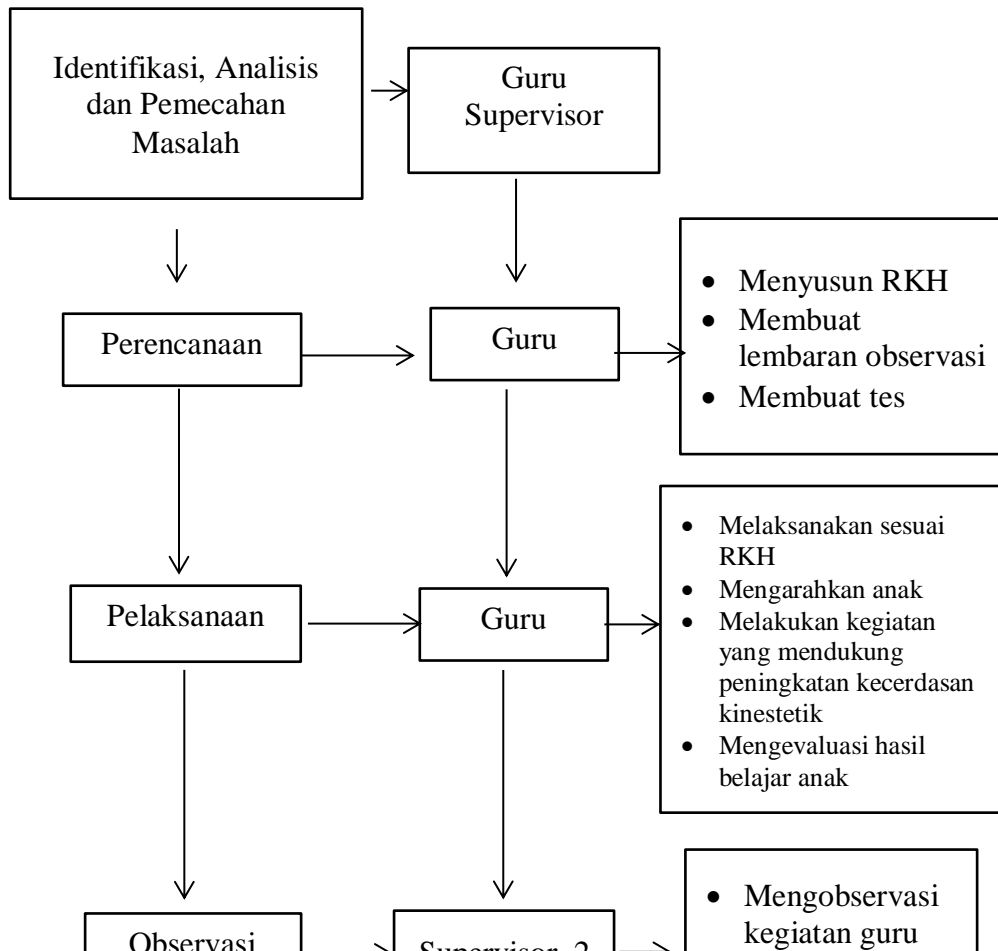 Identifikasi, Analisis
dan Pemecahan
Masalah
Guru
Supervisor
Perencanaan
Guru
• Menyusun RKH
• Membuat
lembaran observasi
• Membuat tes
Pelaksanaan
Guru
• Melaksanakan sesuai
RKH
• Mengarahkan anak
• Melakukan kegiatan
yang mendukung
peningkatan kecerdasan
kinestetik
• Mengevaluasi hasil
belajar anak
Observasi
Supervisor 2
• Mengobservasi
kegiatan guru